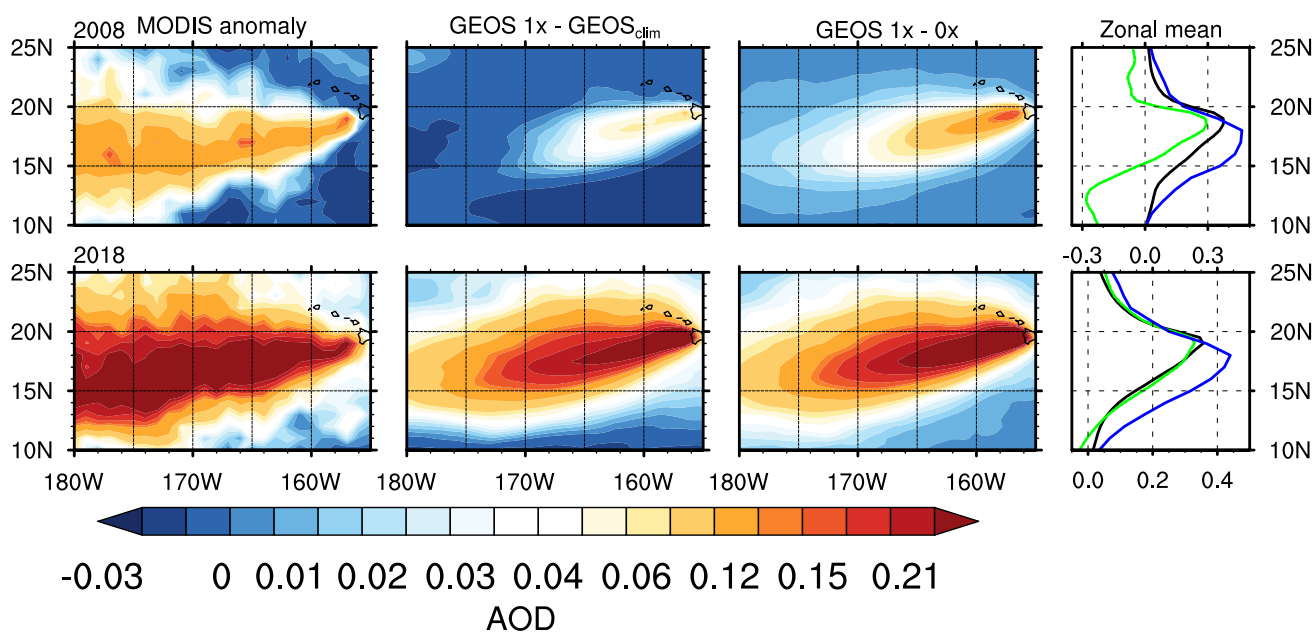 2008 MODIS anomaly GEOS 1x - GEOSclim GEOS 1x - 0x Zonal mean
25N 25N
20N 20N
15N 15N
10N 10N
-0.3 0.0 0.3
2018
25N 25N
20N 20N
15N 15N
10N 10N
180W 170W 160W 180W 170W 160W 180W 170W 160W 0.0 0.2 0.4
-0.03 0 0.01 0.02 0.03 0.04 0.06 0.12 0.15 0.21
AOD